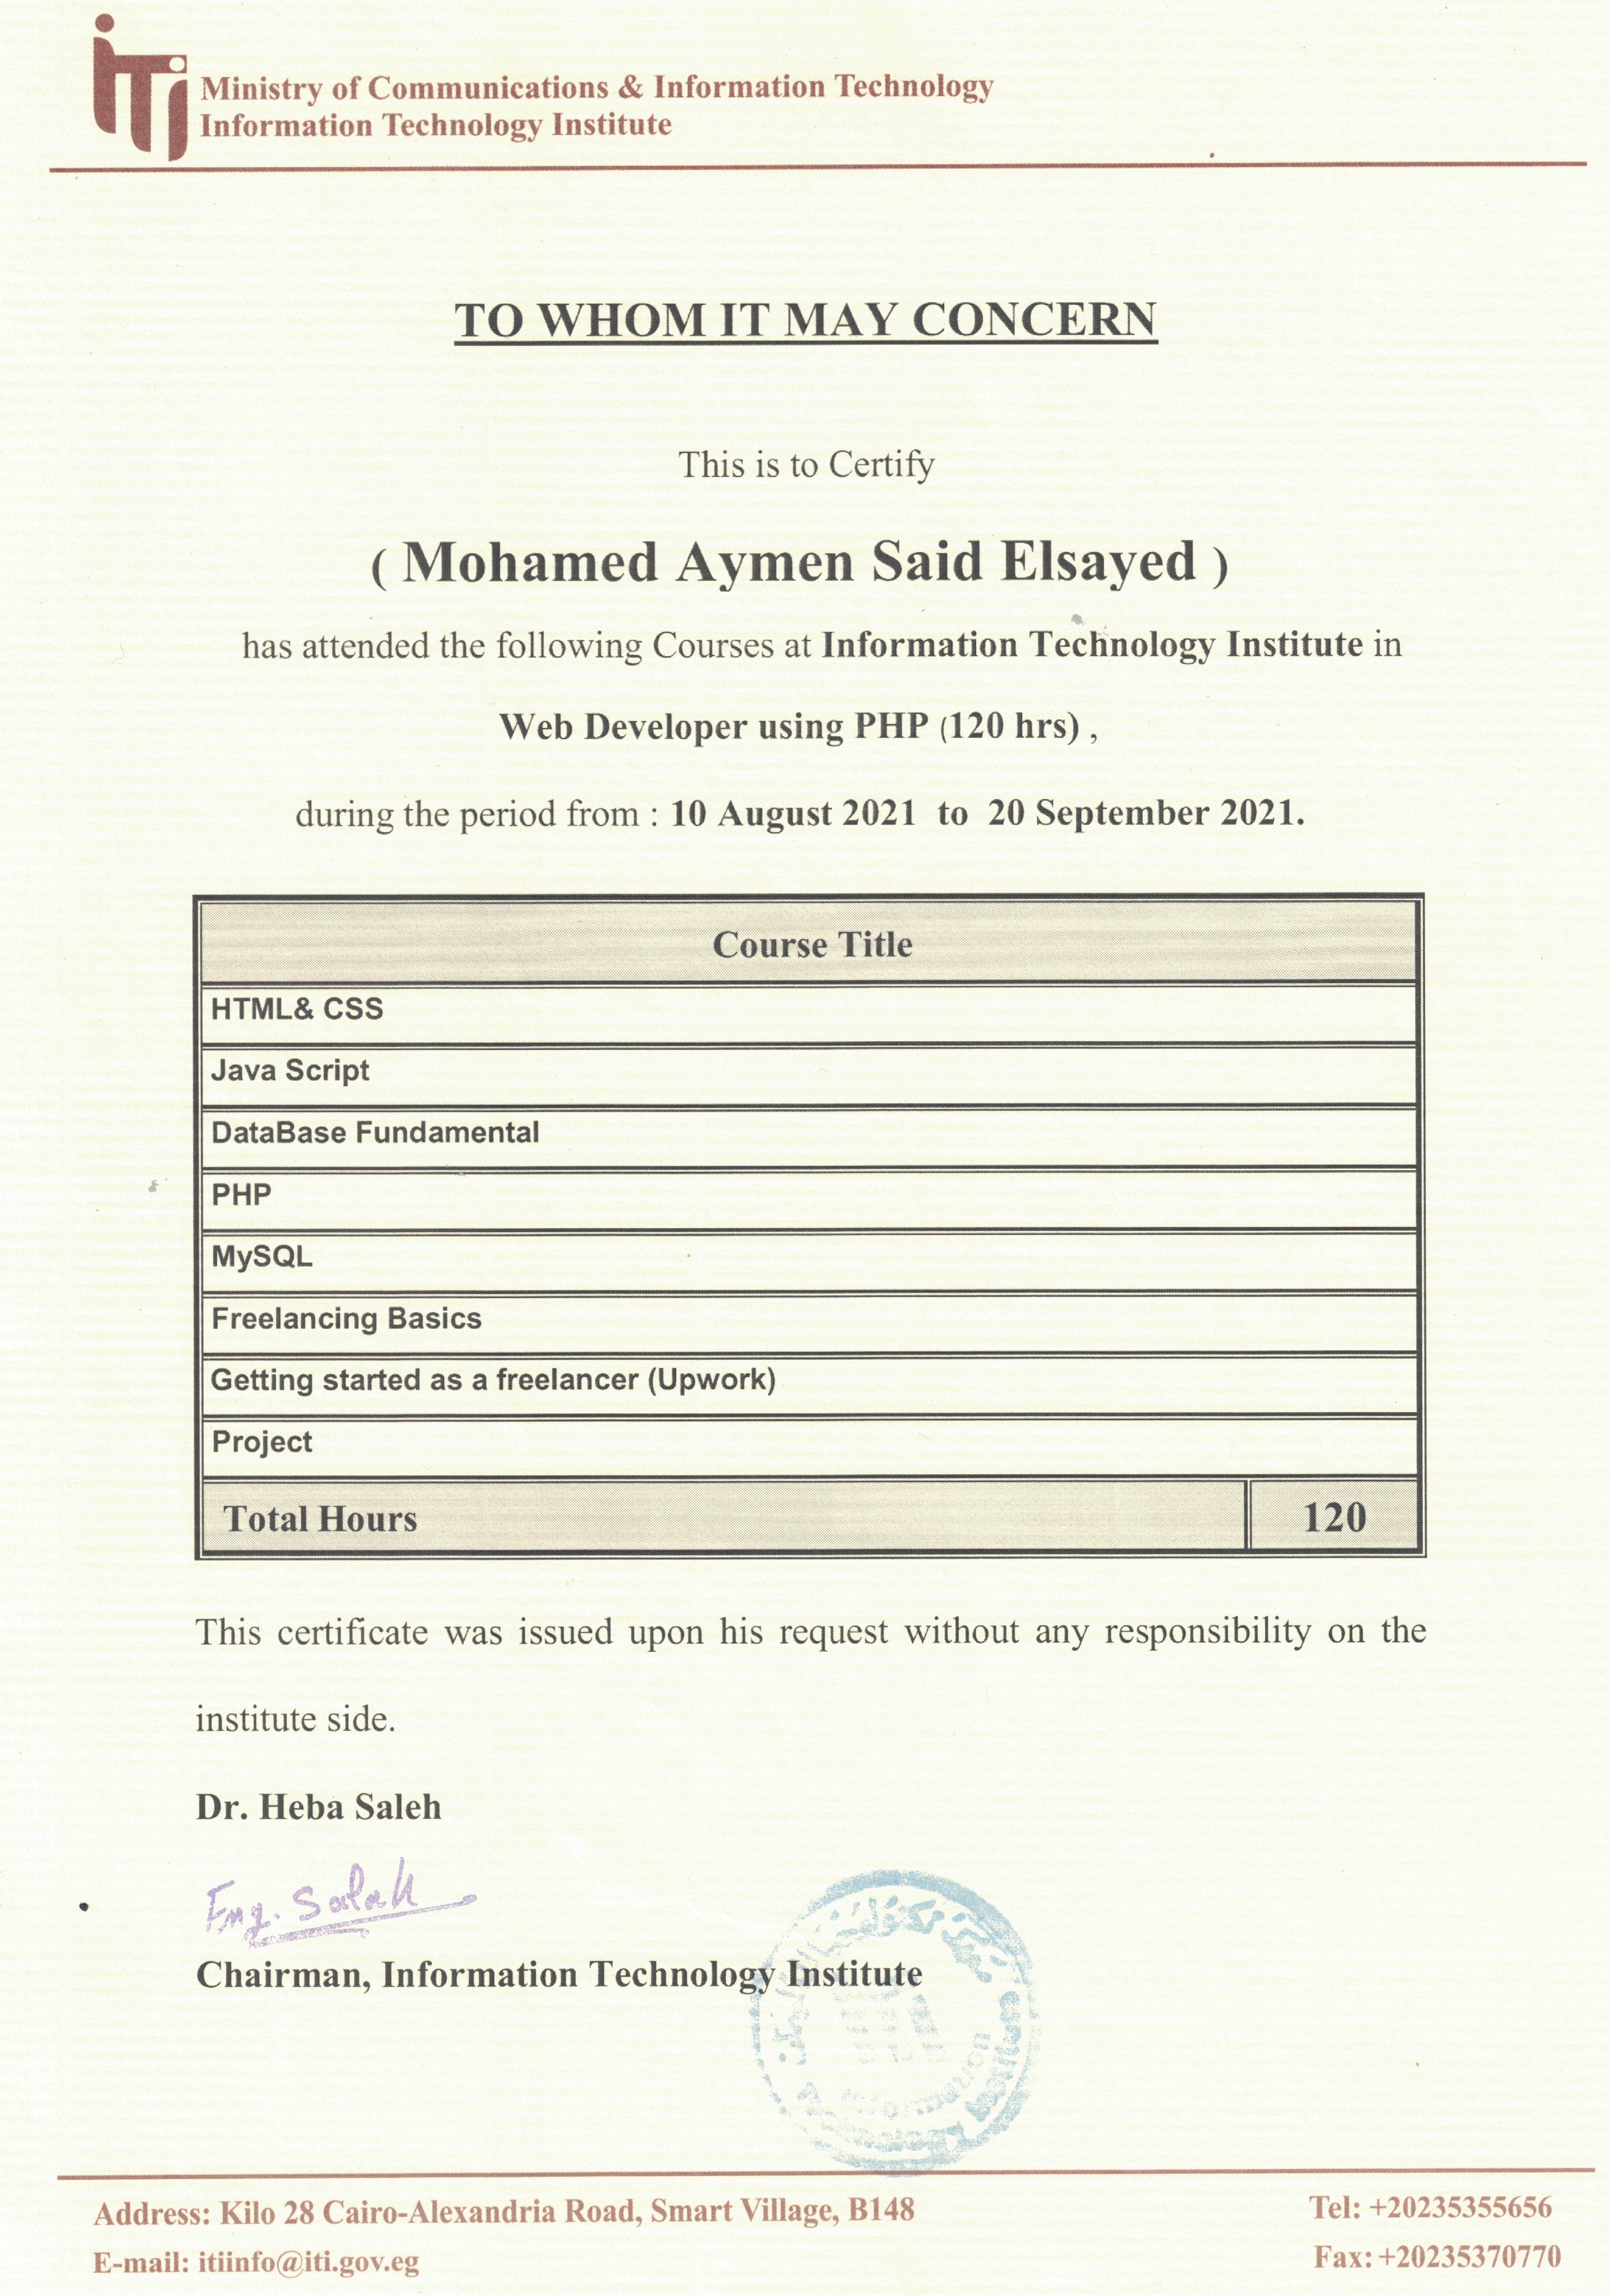 iTi
Ministry of Communications & Information Technology
Information Technology Institute
TO WHOM IT MAY CONCERN
This is to Certify
( Mohamed Aymen Said Elsayed )
has attended the following Courses at Information Technology Institute in
Web Developer using PHP (120 hrs) ,
during the period from : 10 August 2021 to 20 September 2021.
Course Title
HTML& CSS
Java Script
DataBase Fundamental
PHP
MySQL
Freelancing Basics
Getting started as a freelancer (Upwork)
Project
Total Hours 120
This certificate was issued upon his request without any responsibility on the
institute side.
Dr. Heba Saleh
Eng. Salah
Chairman, Information Technology Institute
Information
Technology Institute
Address: Kilo 28 Cairo-Alexandria Road, Smart Village, B148 Tel: +20235355656
E-mail: itiinfo@iti.gov.eg Fax: +20235370770